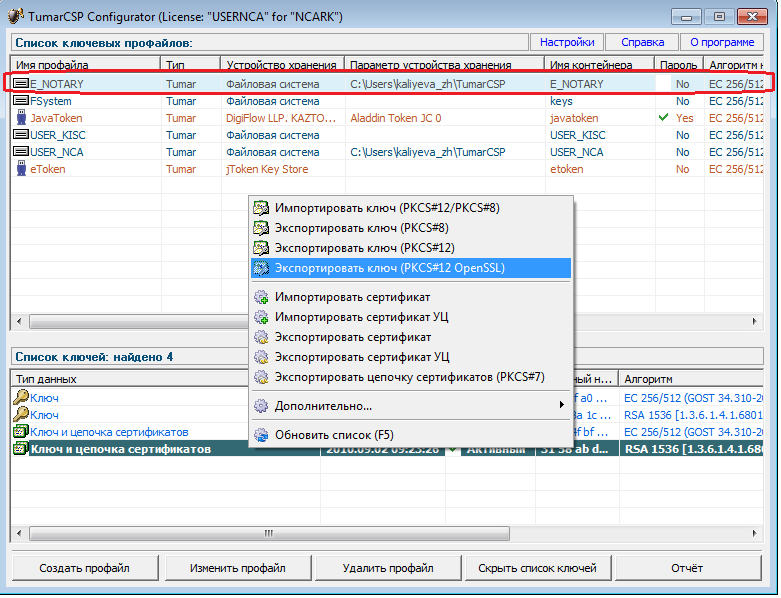 TumarCSP Configurator (License: "USERNCA" for "NCARK")
Список ключевых профайлов: Настройки Справка О программе
Имя профайла Тип Устройство хранения Параметр устройства хранения Имя контейнера Пароль Алгоритм к
E_NOTARY Tumar Файловая система C:\Users\kaliyeva_zh\TumarCSP E_NOTARY No EC 256/512
FSystem Tumar Файловая система keys No EC 256/512
JavaToken Tumar DigiFlow LLP. KAZTO... Aladdin Token JC 0 javatoken Yes EC 256/512
USER_KISC Tumar Файловая система USER_KISC No EC 256/512
USER_NCA Tumar Файловая система C:\Users\kaliyeva_zh\TumarCSP USER_NCA No EC 256/512
eToken Tumar jToken Key Store etoken No EC 256/512
Импортировать ключ (PKCS#12/PKCS#8)
Экспортировать ключ (PKCS#8)
Экспортировать ключ (PKCS#12)
Экспортировать ключ (PKCS#12 OpenSSL)
Импортировать сертификат
Импортировать сертификат УЦ
Экспортировать сертификат
Экспортировать сертификат УЦ
Экспортировать цепочку сертификатов (PKCS#7)
Дополнительно...
Обновить список (F5)
Список ключей: найдено 4
Тип данных ый н... Алгоритм
Ключ f a0 ... EC 256/512 (GOST 34.310-20
Ключ 3a 1c ... RSA 1536 [1.3.6.1.4.1.6801
Ключ и цепочка сертификатов 4f bf ... EC 256/512 (GOST 34.310-20
Ключ и цепочка сертификатов 2010.09.02 09:23:26 Активный 51 58 ab d... RSA 1536 [1.3.6.1.4.1.680
Создать профайл Изменить профайл Удалить профайл Скрыть список ключей Отчёт